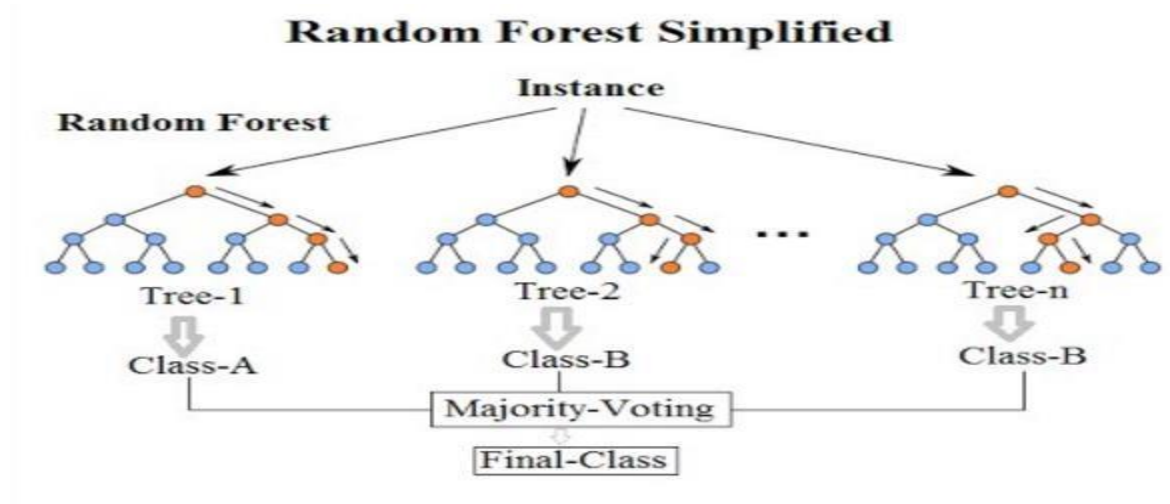 Random Forest Simplified
Instance
Random Forest
...
Tree-1
Tree-2
Tree-n
Class-A
Class-B
Class-B
Majority-Voting
Final-Class